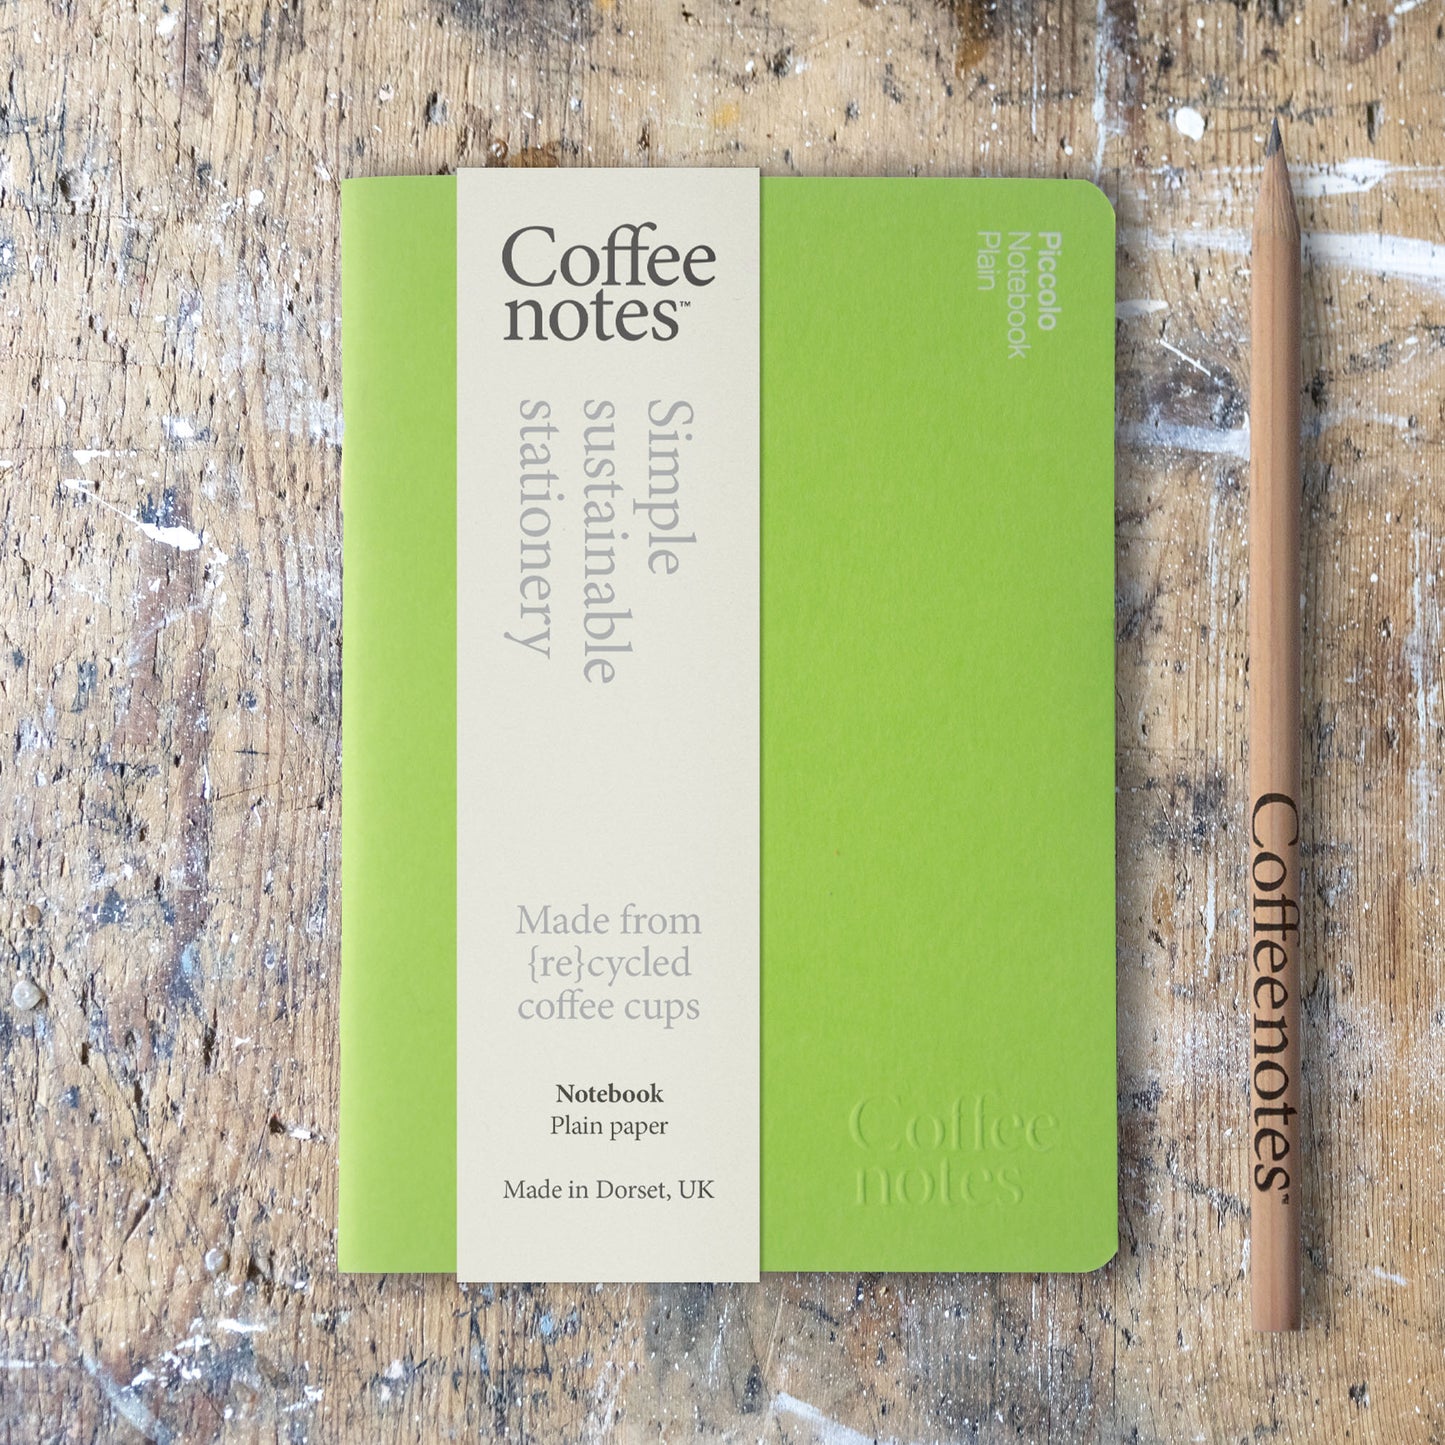 Coffee
notes™
Simple
sustainable
stationery
Made from
{re}cycled
coffee cups
Notebook
Plain paper
Made in Dorset, UK
Piccolo
Notebook
Plain
Coffee
notes
Coffeenotes™